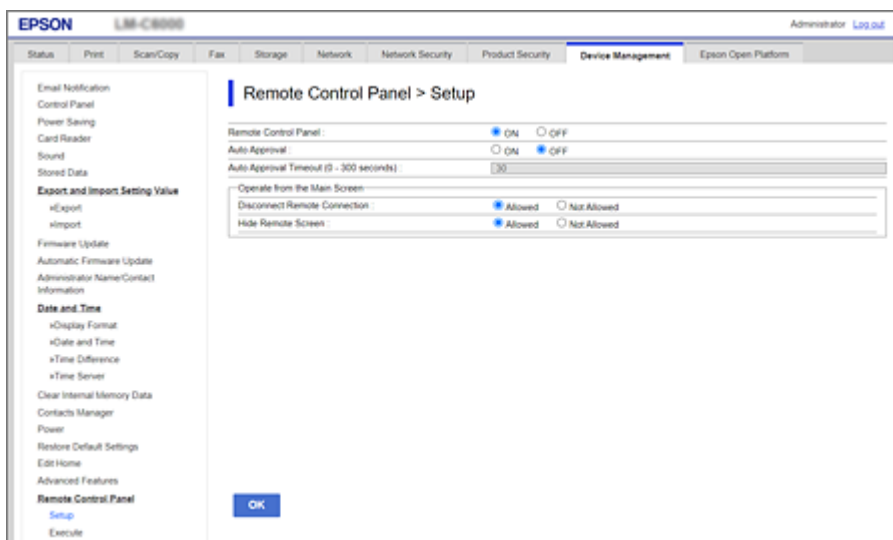 EPSON
Administrator Log out
Status Print Scan/Copy Fax Storage Network Network Security Product Security Device Management Epson Open Platform
Email Notification
Control Panel
Power Saving
Card Reader
Sound
Stored Data
Export and Import Setting Value
»Export
»Import
Firmware Update
Automatic Firmware Update
Administrator Name/Contact
Information
Date and Time
»Display Format
»Date and Time
»Time Difference
»Time Server
Clear Internal Memory Data
Contacts Manager
Power
Restore Default Settings
Edit Home
Advanced Features
Remote Control Panel
Setup
Execute
Remote Control Panel > Setup
Remote Control Panel : ON OFF
Auto Approval : ON OFF
Auto Approval Timeout (0 - 300 seconds) : 30
Operate from the Main Screen
Disconnect Remote Connection : Allowed Not Allowed
Hide Remote Screen : Allowed Not Allowed
OK